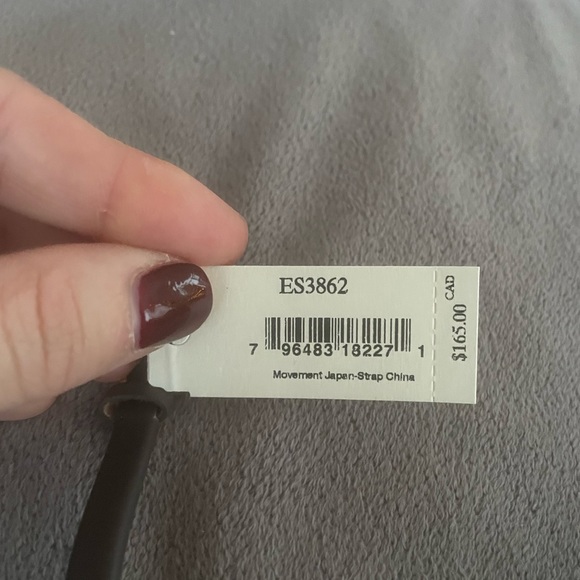 ES3862
7 96483 18227 1
Movement Japan-Strap China
$165.00 CAD